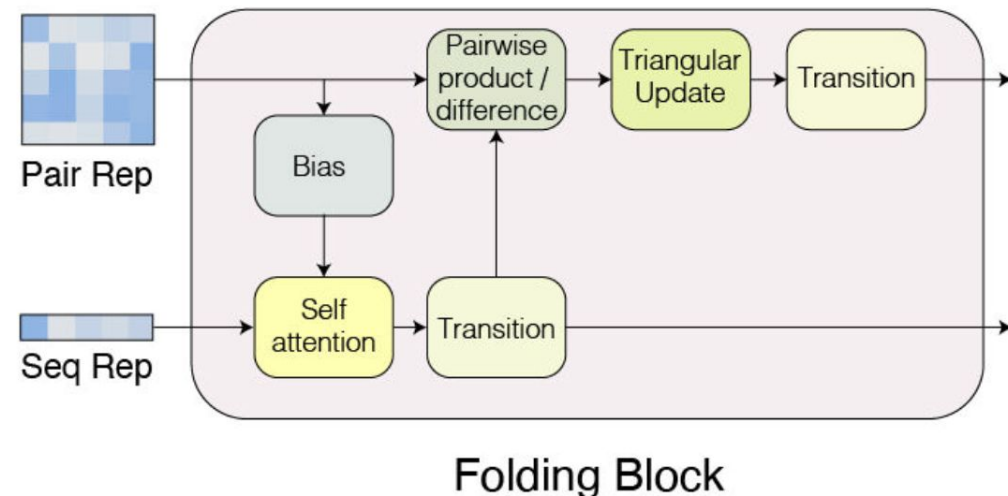 Pair Rep
Seq Rep
Bias
Self
attention
Transition
Pairwise
product /
difference
Triangular
Update
Transition
Folding Block